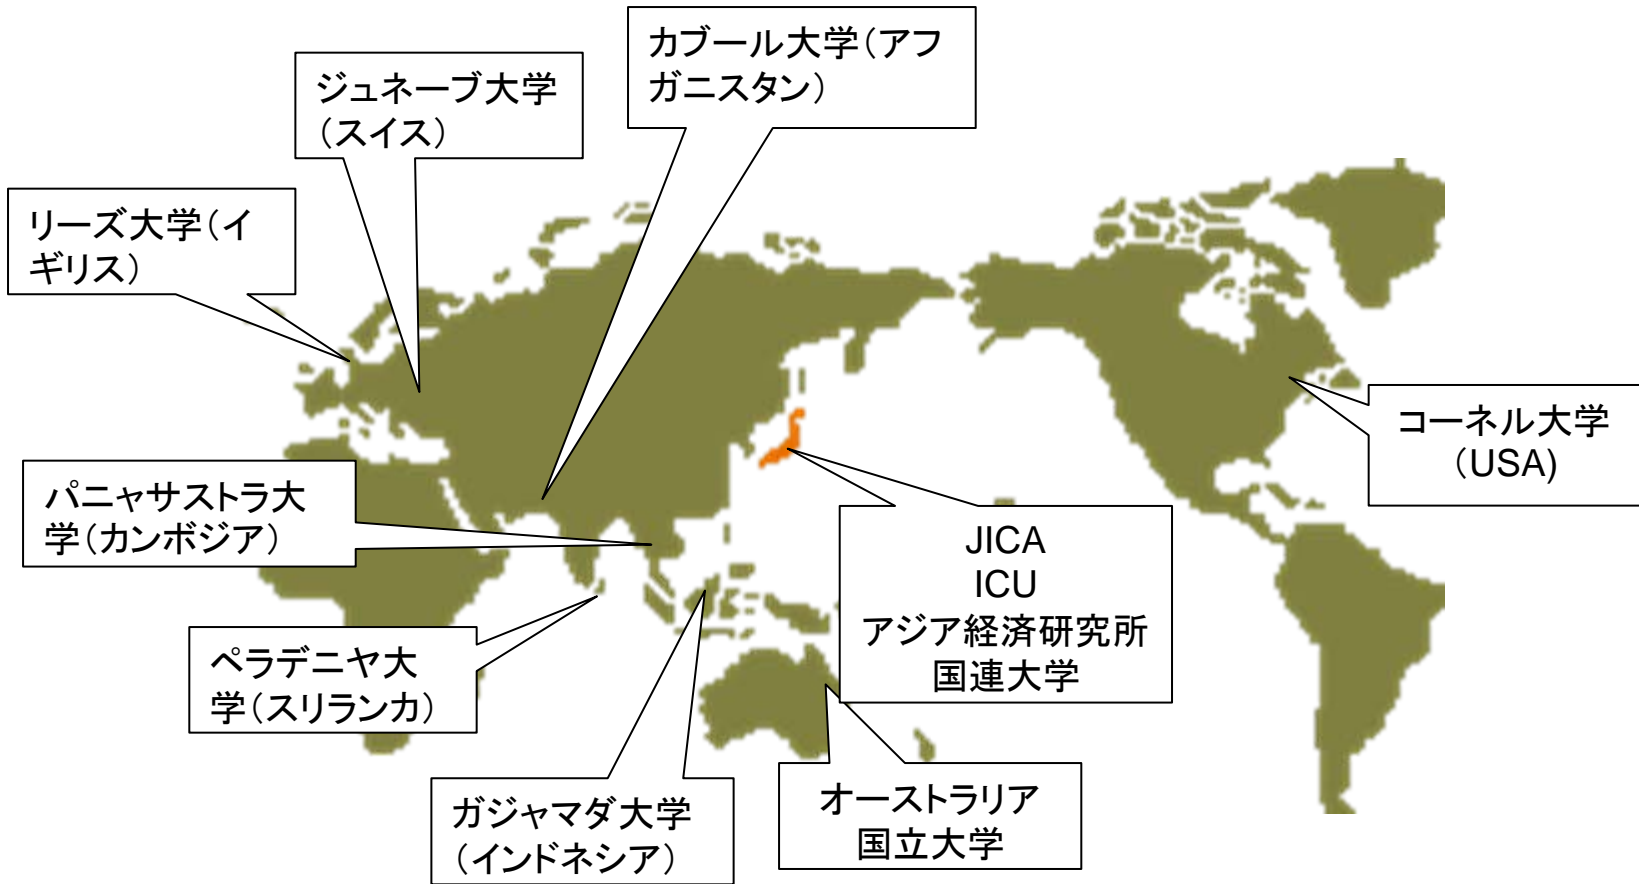 カブール大学（アフ
ガニスタン）
ジュネーブ大学
（スイス）
リーズ大学（イ
ギリス）
コーネル大学
（USA)
パニャサストラ大
学（カンボジア）
JICA
ICU
アジア経済研究所
国連大学
ペラデニヤ大
学（スリランカ）
ガジャマダ大学
（インドネシア）
オーストラリア
国立大学